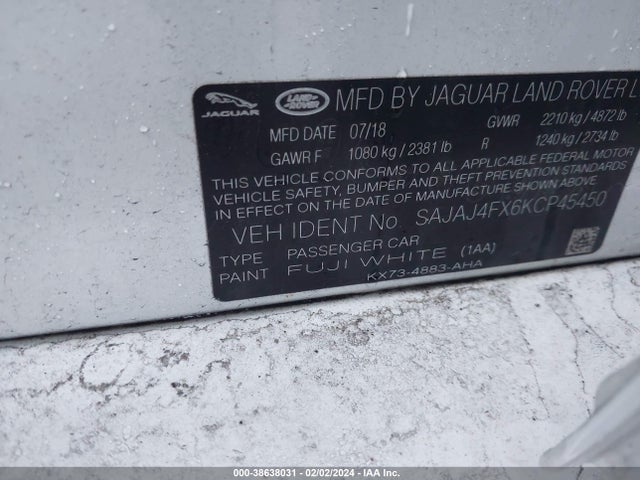 JAGUAR
LAND-
ROVER
MFD BY JAGUAR LAND ROVER L
MFD DATE 07/18 GVWR 2210 kg / 4872 lb
GAWR F 1080 kg / 2381 lb R 1240 kg / 2734 lb
THIS VEHICLE CONFORMS TO ALL APPLICABLE FEDERAL MOTOR
VEHICLE SAFETY, BUMPER AND THEFT PREVENTION STANDARDS
IN EFFECT ON THE DATE OF MANUFACTURE SHOWN ABOVE.
VEH IDENT No. SAJAJ4FX6KCP45450
TYPE PASSENGER CAR
PAINT FUJI WHITE (1AA)
KX73-4883-AHA
000-38638031 - 02/02/2024 - IAA Inc.